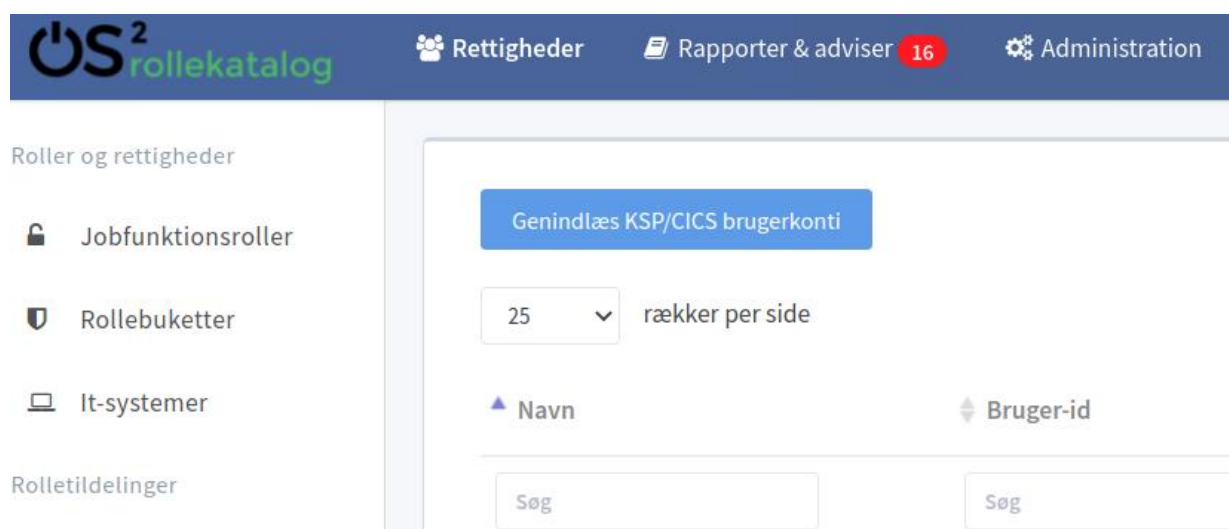 OS2 rollekatalog
Rettigheder
Rapporter & adviser 16
Administration
Roller og rettigheder
Jobfunktionsroller
Rollebuketter
It-systemer
Rolletildelinger
Genindlæs KSP/CICS brugerkonti
25 rækker per side
Navn
Bruger-id
Søg
Søg